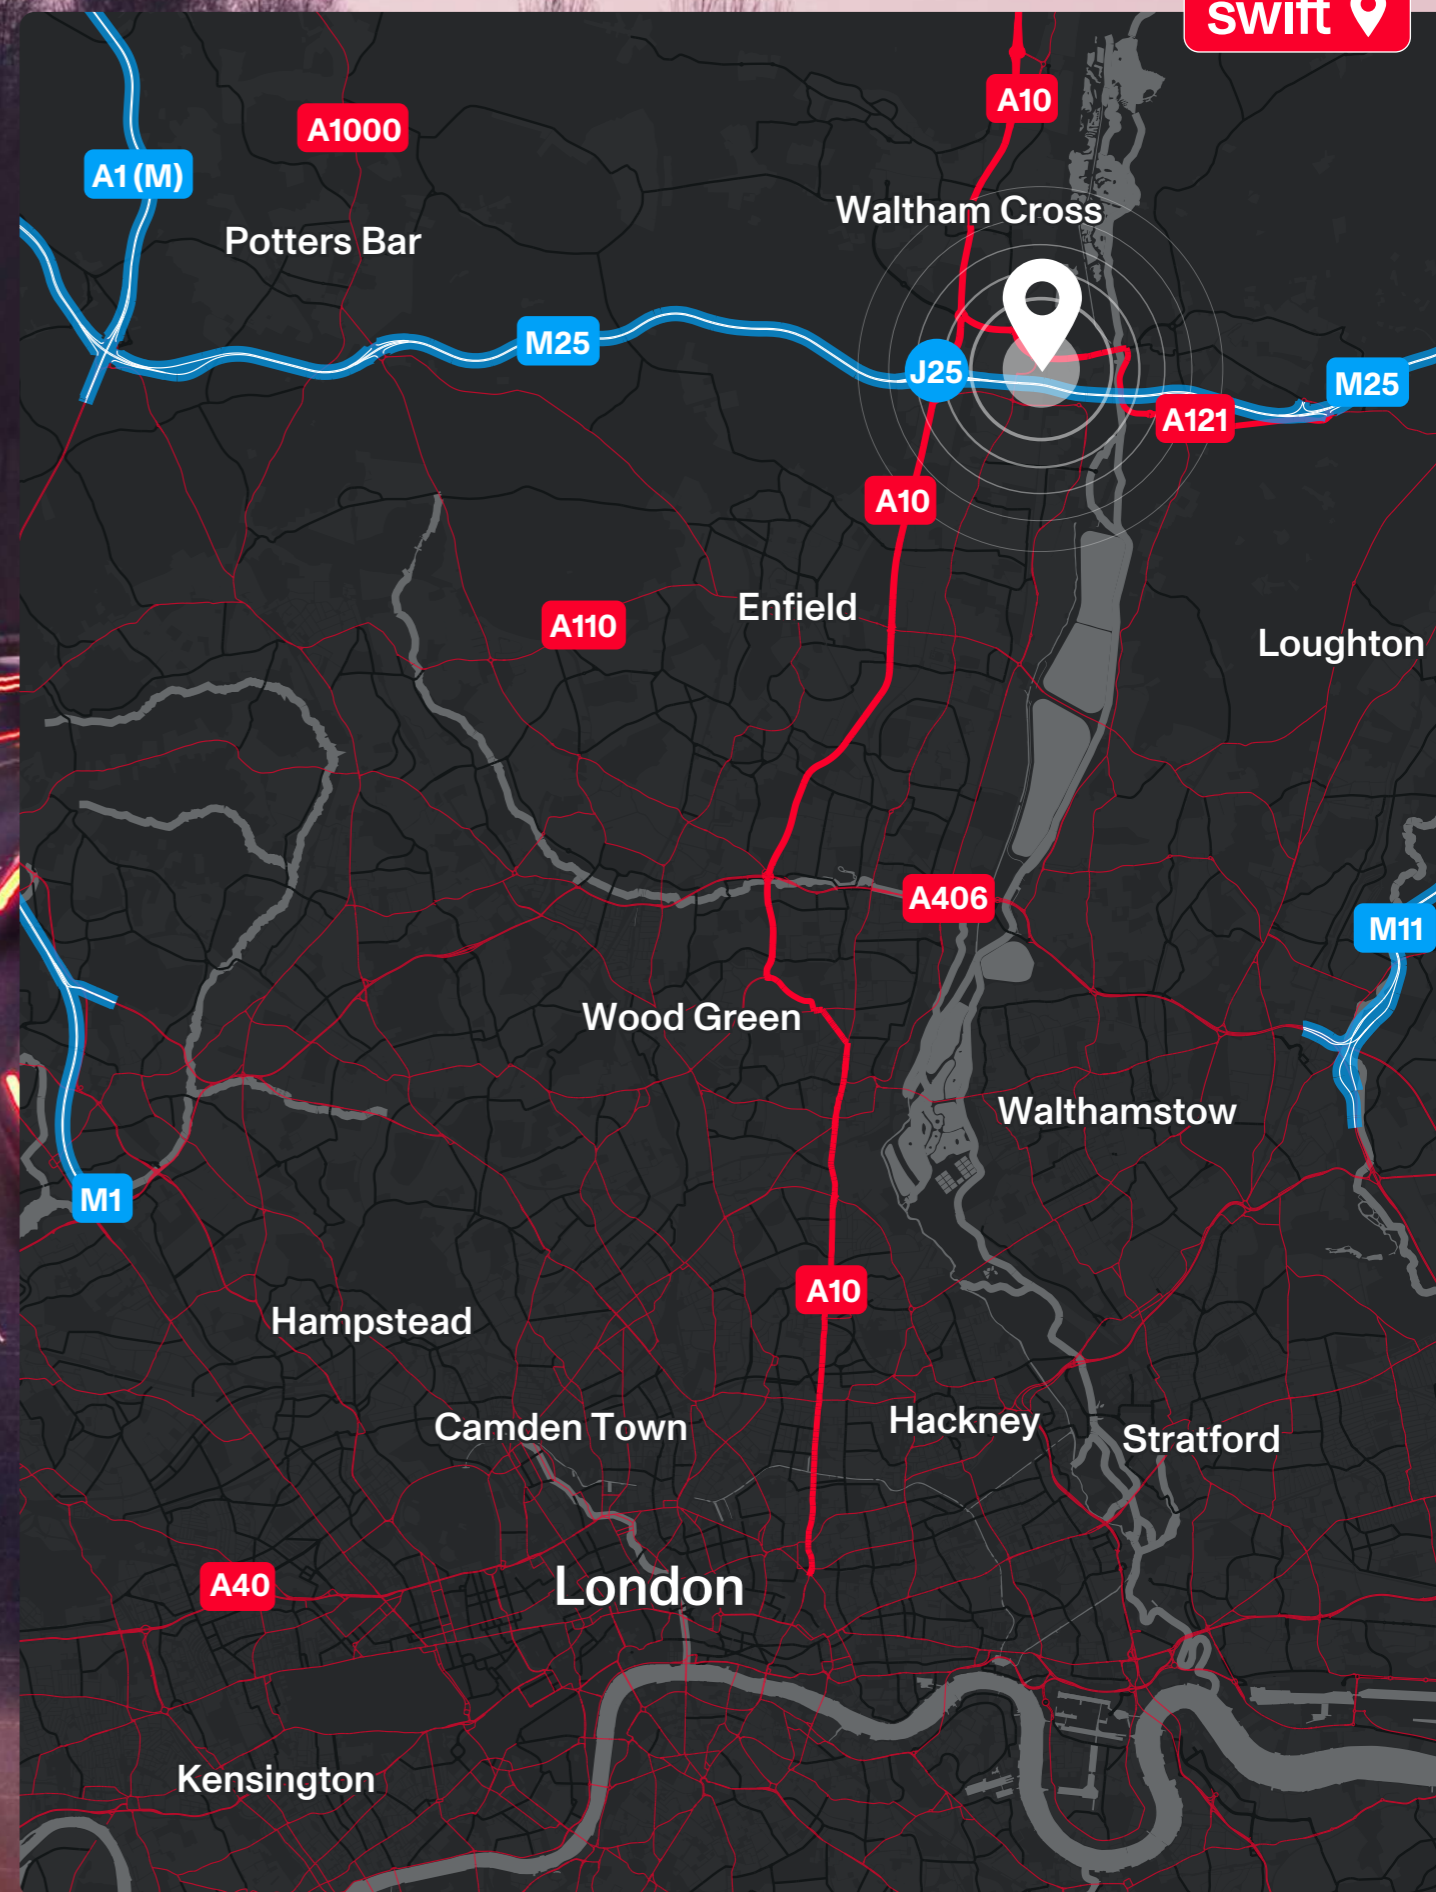 swift
A10
A1000
A1 (M)
Waltham Cross
Potters Bar
M25
J25
M25
A121
A10
Enfield
A110
Loughton
A406
M11
Wood Green
Walthamstow
M1
A10
Hampstead
Hackney
Camden Town
Stratford
A40
London
Kensington